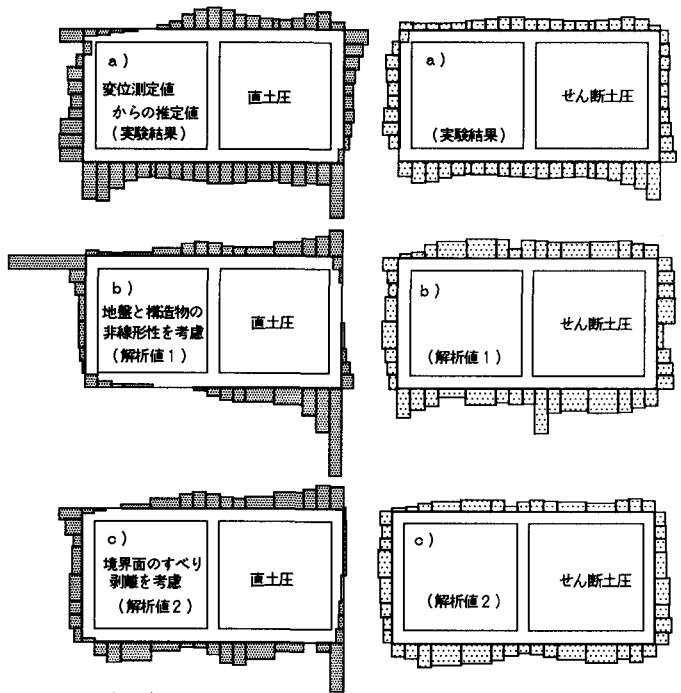 a)
変位測定値
からの推定値
(実験結果)
直土圧
a)
(実験結果)
せん断土圧
b)
地盤と構造物の
非線形性を考慮
(解析値1)
直土圧
b)
(解析値1)
せん断土圧
c)
境界面のすべり
剥離を考慮
(解析値2)
直土圧
c)
(解析値2)
せん断土圧